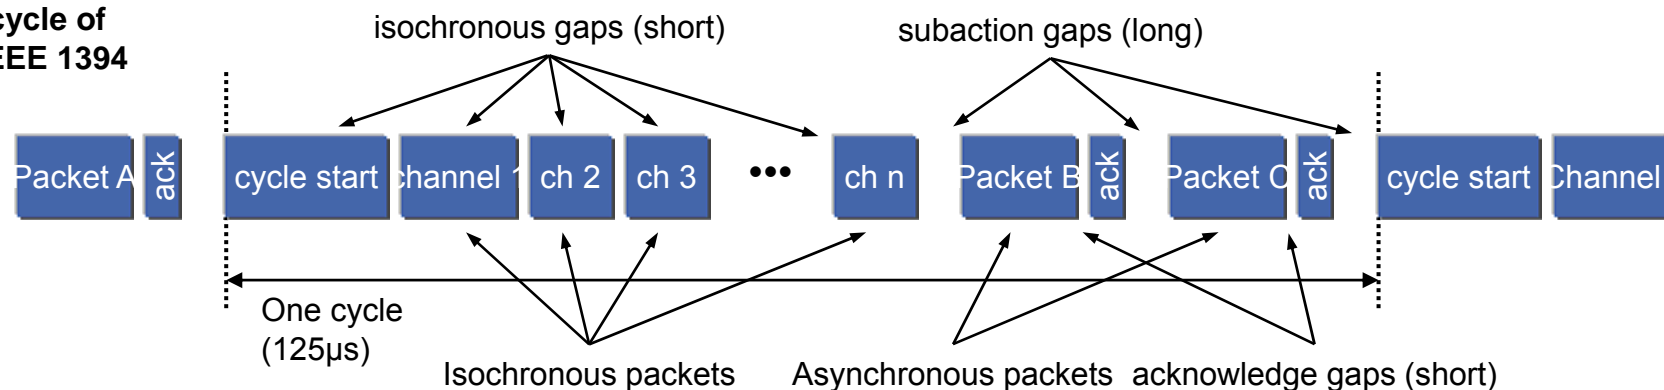 cycle of
EEE 1394
isochronous gaps (short)
subaction gaps (long)
Packet A
ack
cycle start
channel 1
ch 2
ch 3
•••
ch n
Packet B
ack
Packet C
ack
cycle start
Channel
One cycle
(125µs)
Isochronous packets
Asynchronous packets
acknowledge gaps (short)